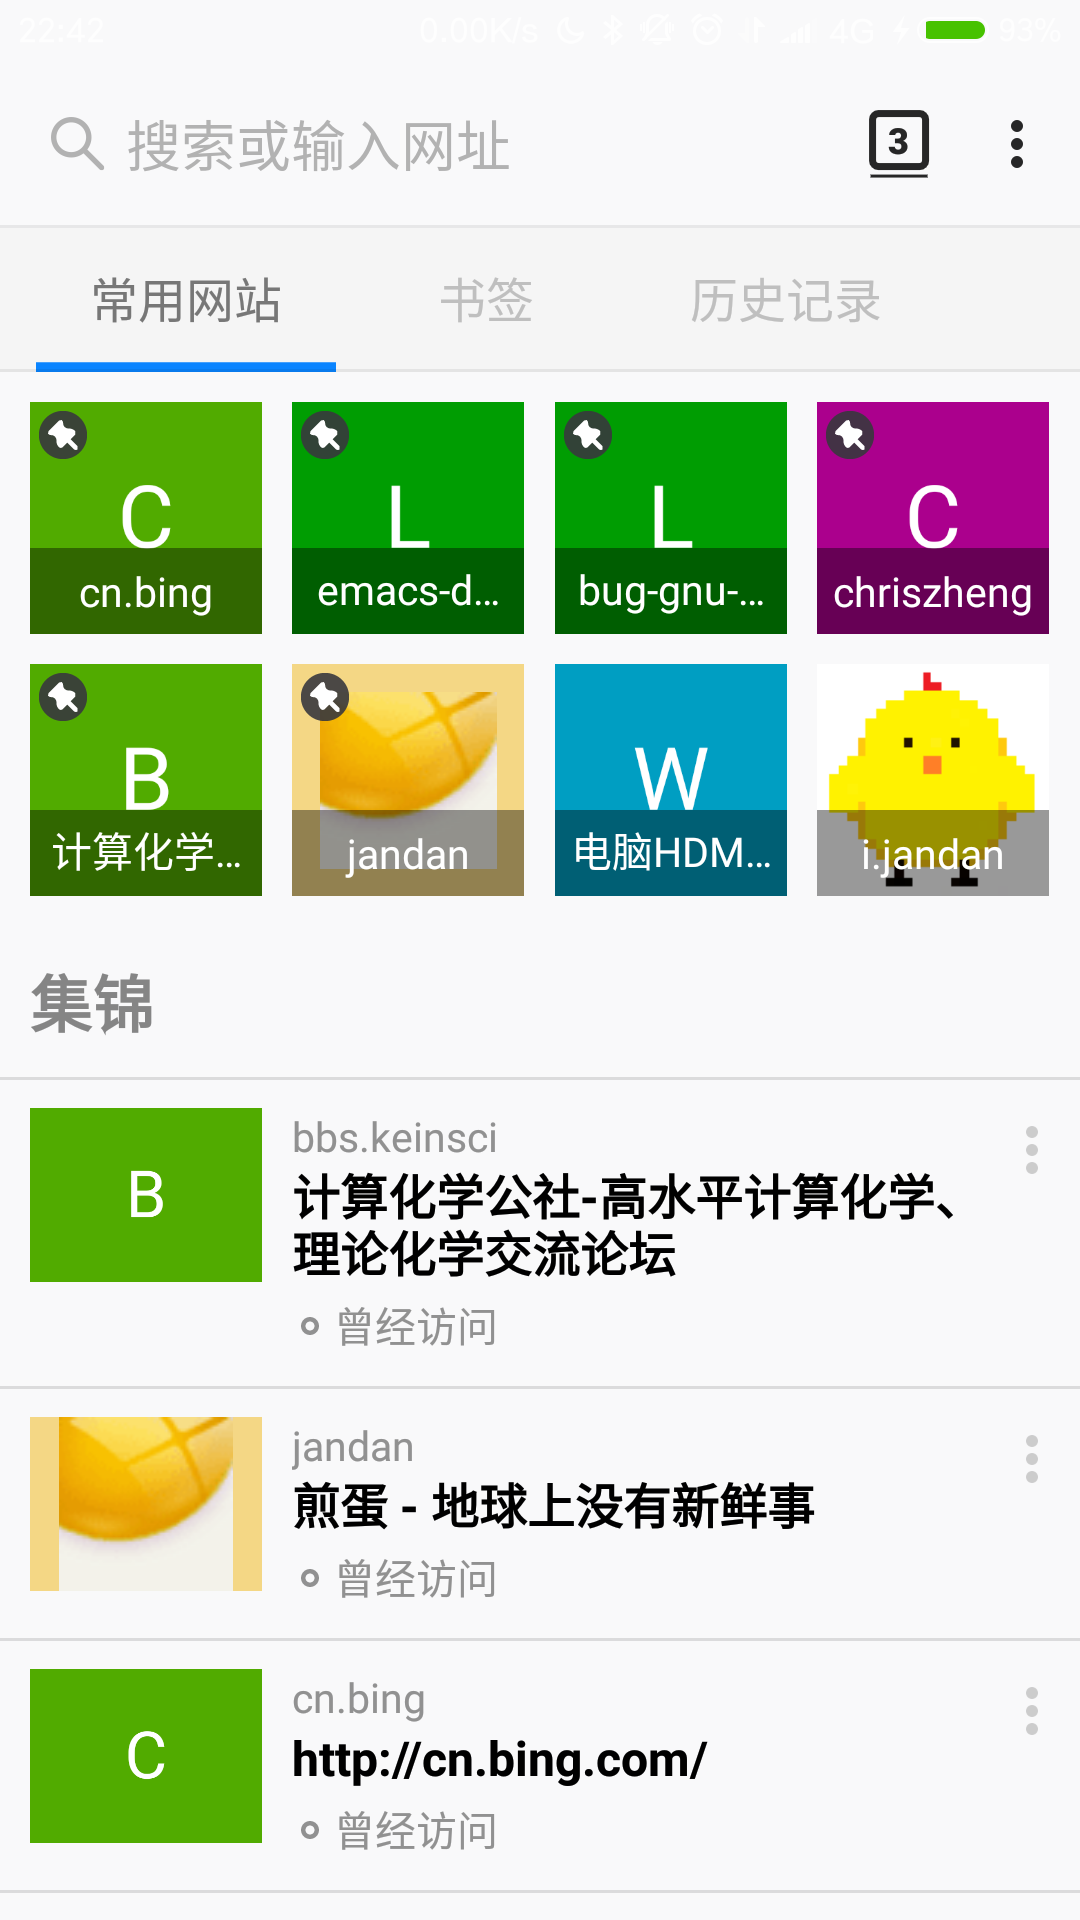 22:42 0.00K/s 4G 93%
搜索或输入网址 3
常用网站 书签 历史记录
C L L C
cn.bing emacs-d... bug-gnu-... chriszheng
B W
计算化学... jandan 电脑HDM... i.jandan
集锦
B
bbs.keinsci
计算化学公社-高水平计算化学、
理论化学交流论坛
曾经访问
jandan
煎蛋 - 地球上没有新鲜事
曾经访问
C
cn.bing
http://cn.bing.com/
曾经访问